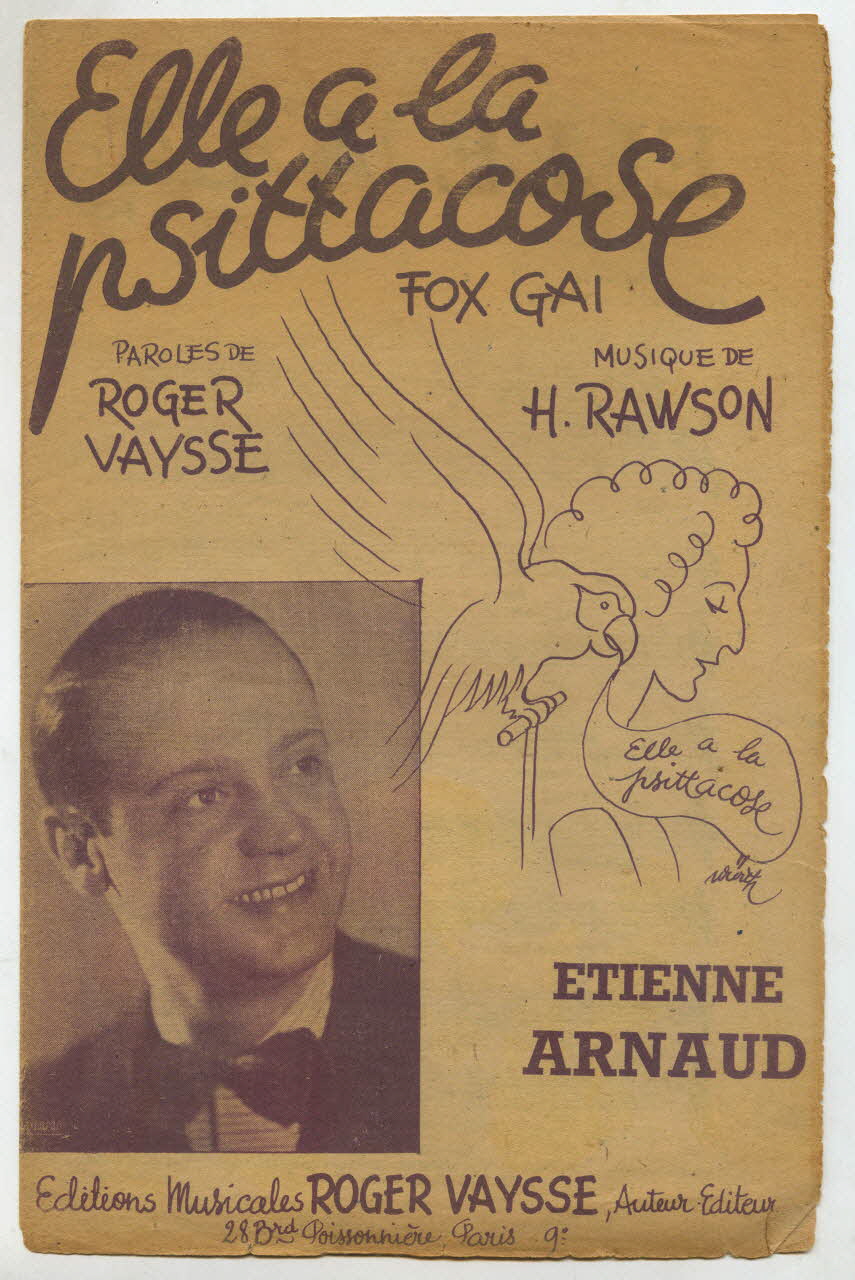 Elle a la
psittacose
FOX GAI
PAROLES DE
ROGER
VAYSSE
MUSIQUE DE
H. RAWSON
Elle a la
psittacose
ETIENNE
ARNAUD
Editions Musicales ROGER VAYSSE, Auteur-Editeur
28 Brd Poissonnière, Paris 9e